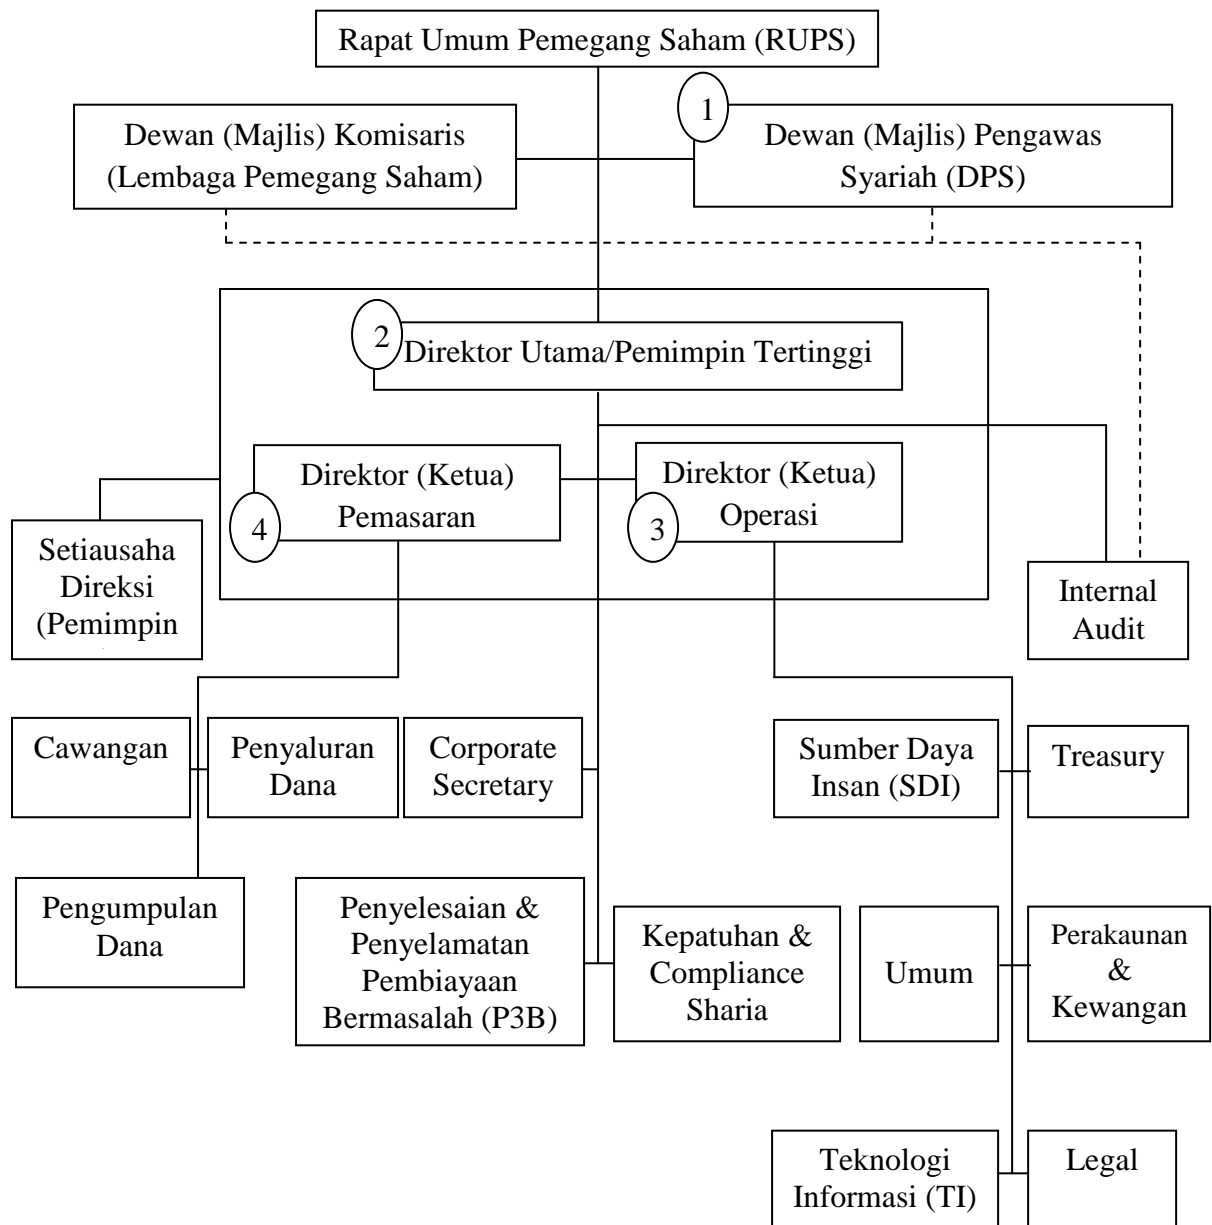 Rapat Umum Pemegang Saham (RUPS)
1
Dewan (Majlis) Komisaris
(Lembaga Pemegang Saham)
Dewan (Majlis) Pengawas
Syariah (DPS)
2
Direktor Utama/Pemimpin Tertinggi
Direktor (Ketua)
Pemasaran
4
Direktor (Ketua)
Operasi
3
Setiausaha
Direksi
(Pemimpin
Internal
Audit
Cawangan
Penyaluran
Dana
Corporate
Secretary
Sumber Daya
Insan (SDI)
Treasury
Pengumpulan
Dana
Penyelesaian &
Penyelamatan
Pembiayaan
Bermasalah (P3B)
Kepatuhan &
Compliance
Sharia
Umum
Perakaunan
&
Kewangan
Teknologi
Informasi (TI)
Legal